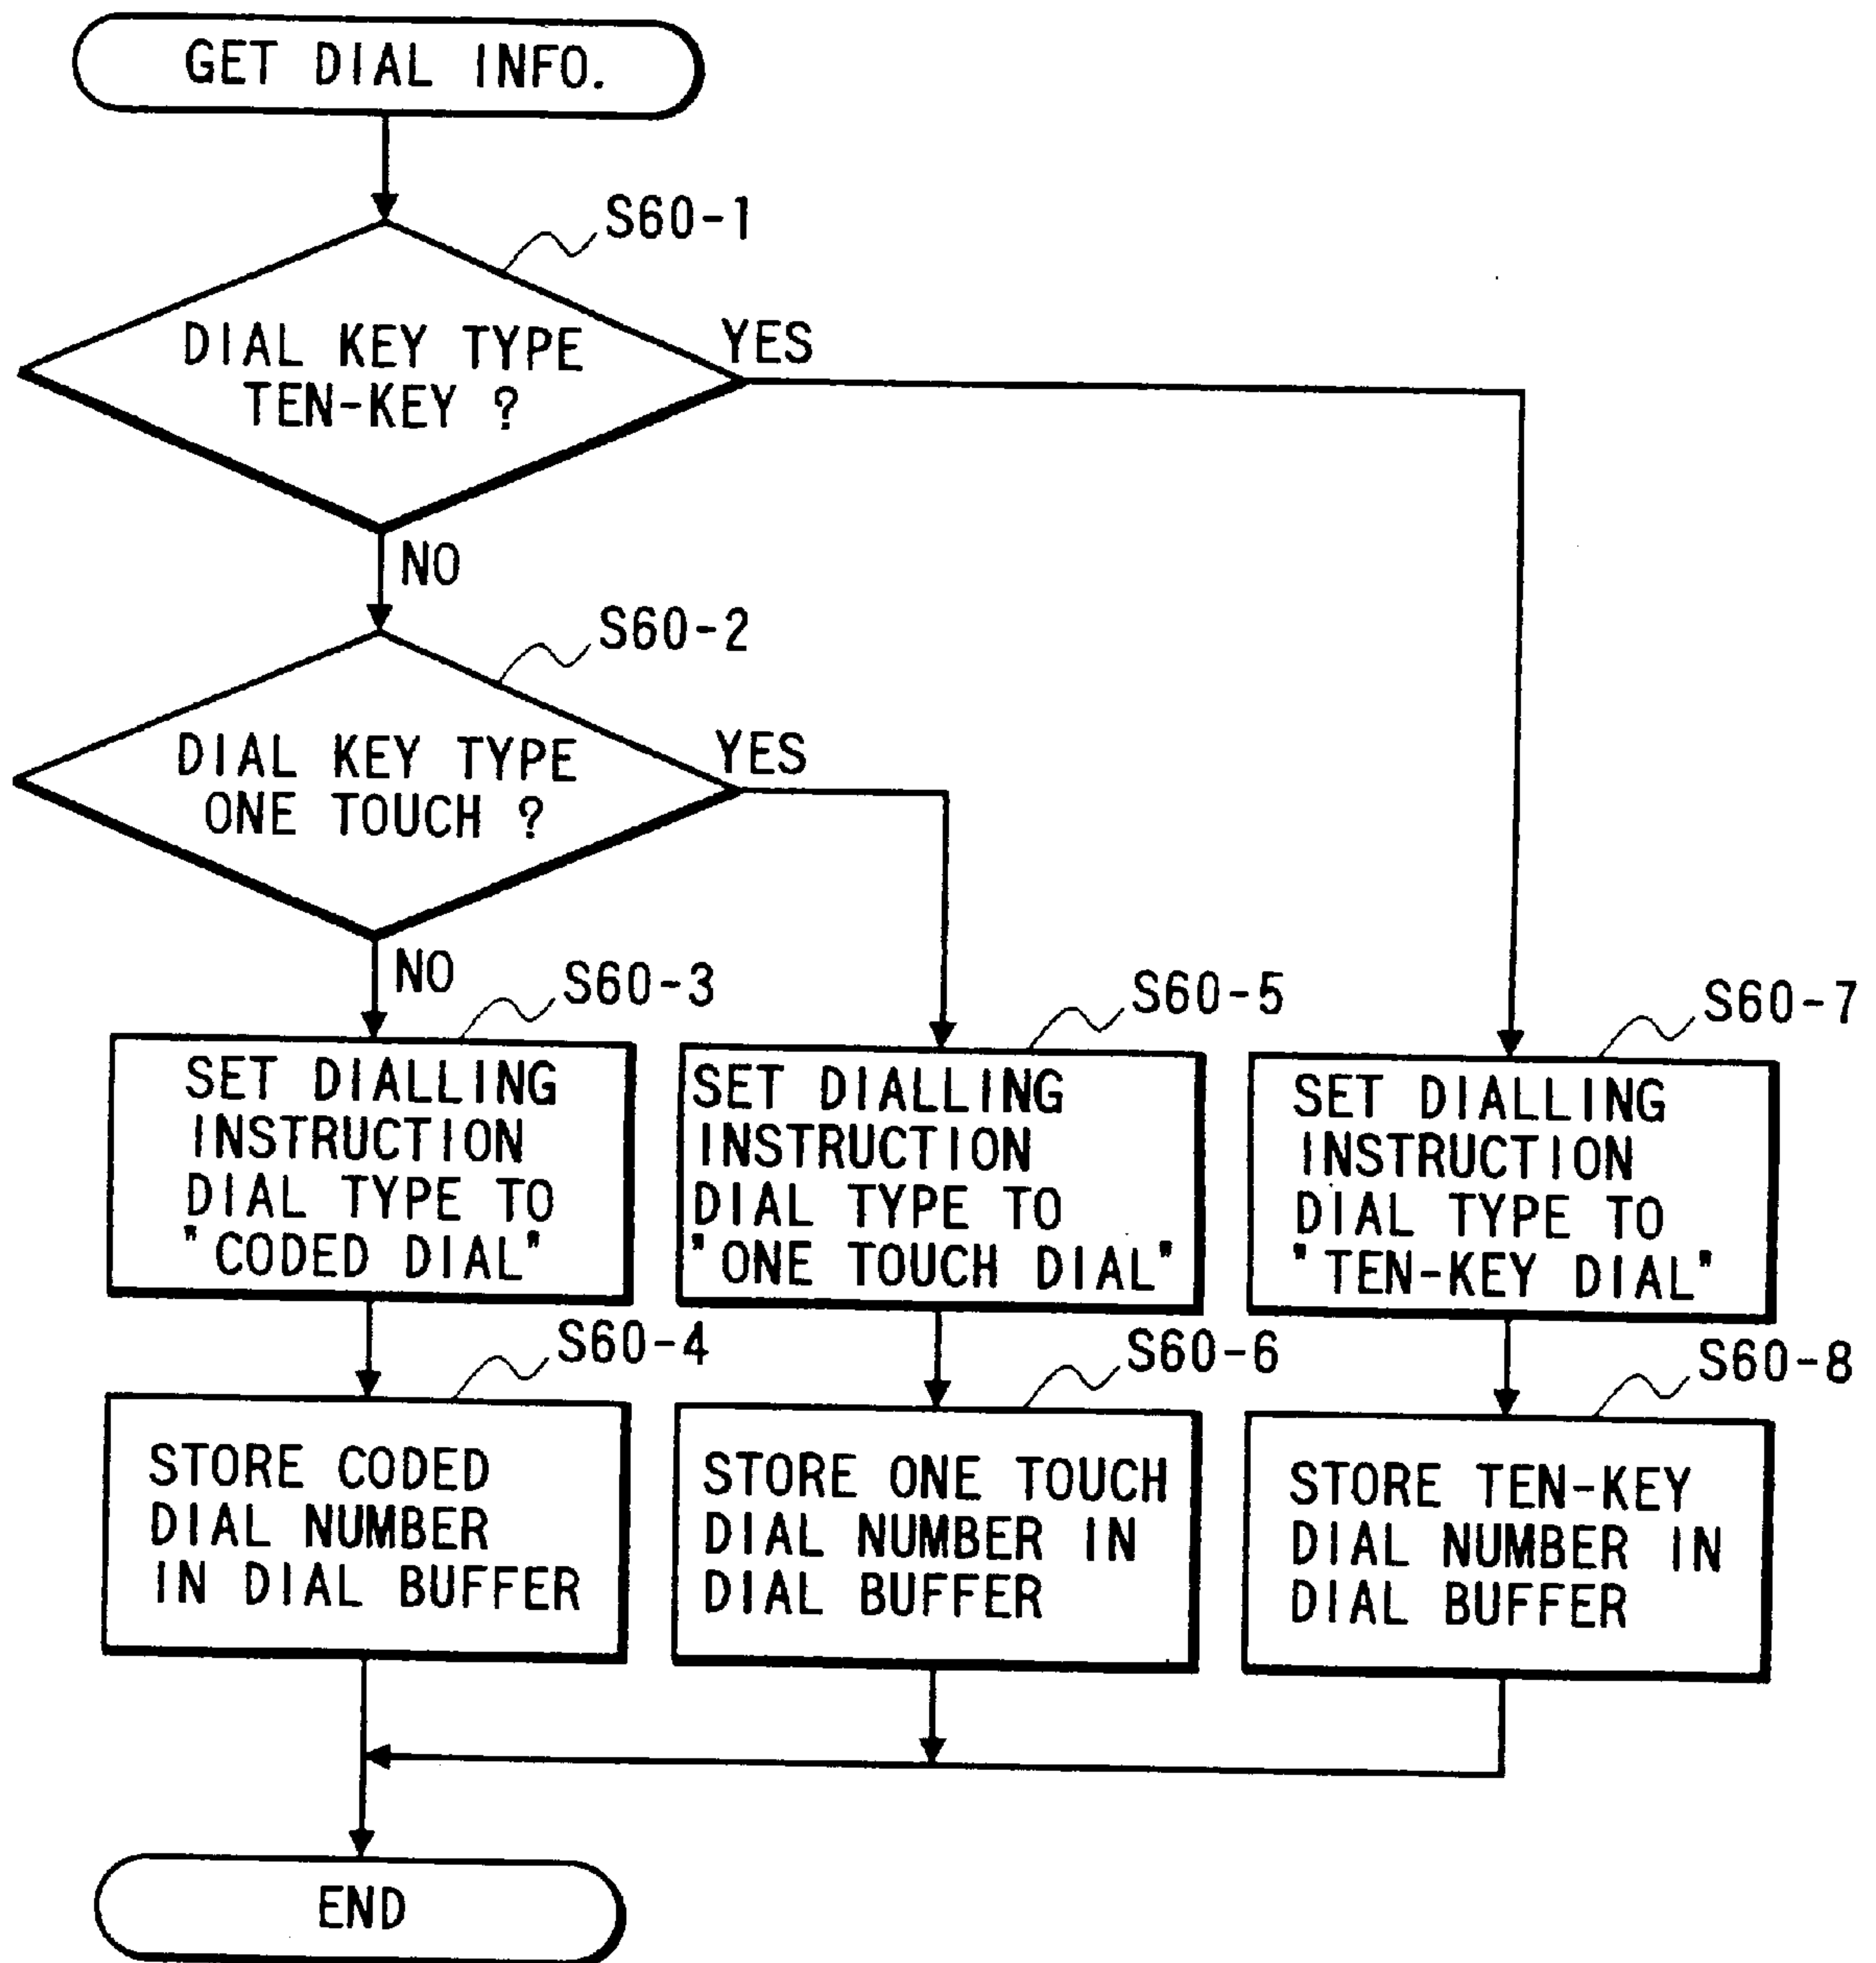 GET DIAL INFO.
S60-1
DIAL KEY TYPE
TEN-KEY ?
YES
NO
S60-2
DIAL KEY TYPE
ONE TOUCH ?
YES
NO
S60-3
SET DIALLING
INSTRUCTION
DIAL TYPE TO
"CODED DIAL"
S60-5
SET DIALLING
INSTRUCTION
DIAL TYPE TO
"ONE TOUCH DIAL"
S60-7
SET DIALLING
INSTRUCTION
DIAL TYPE TO
"TEN-KEY DIAL"
S60-4
STORE CODED
DIAL NUMBER
IN DIAL BUFFER
S60-6
STORE ONE TOUCH
DIAL NUMBER IN
DIAL BUFFER
S60-8
STORE TEN-KEY
DIAL NUMBER IN
DIAL BUFFER
END